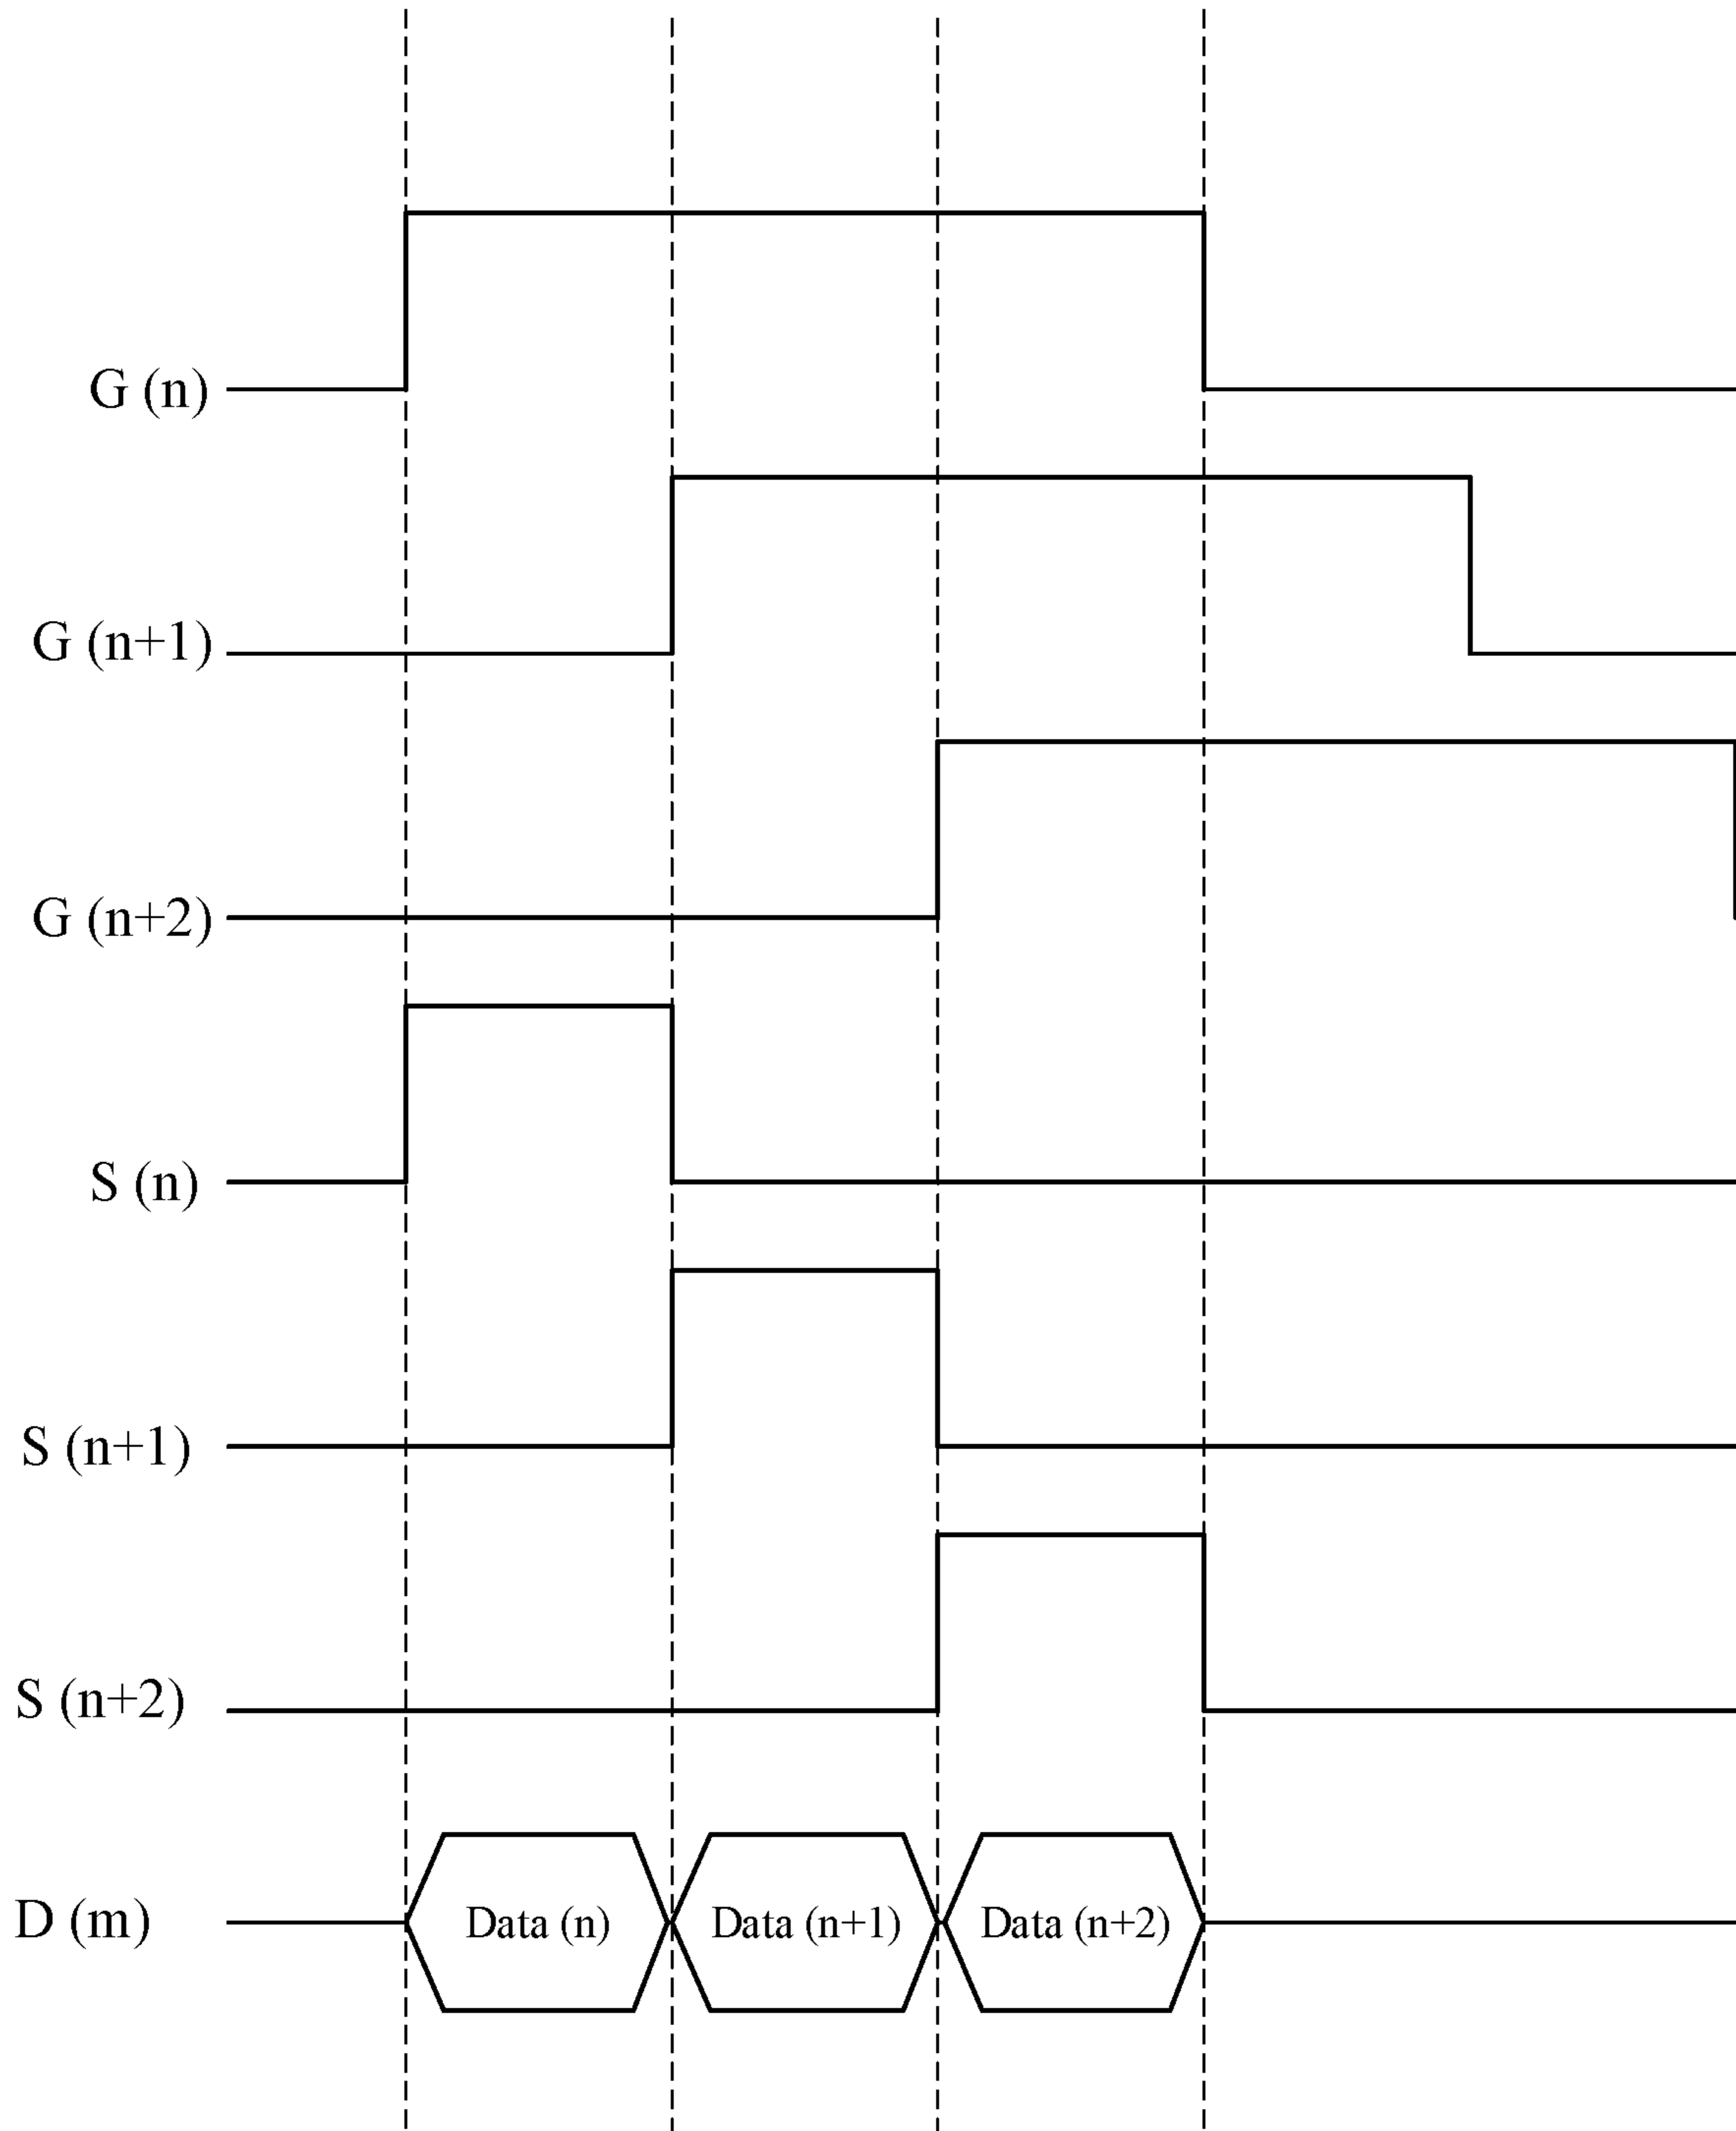 G (n)
G (n+1)
G (n+2)
S (n)
S (n+1)
S (n+2)
D (m)
Data (n)
Data (n+1)
Data (n+2)